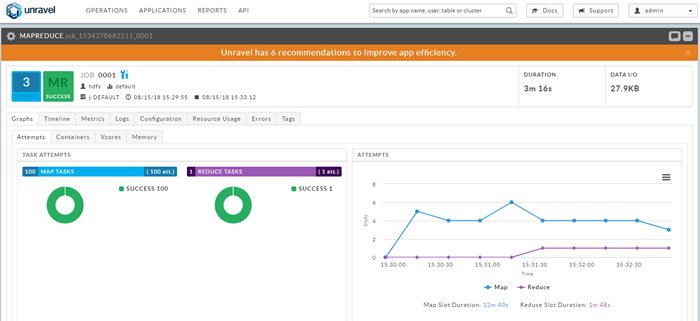 unravel OPERATIONS APPLICATIONS REPORTS API Search by app name, user, table or cluster Docs Support admin
MAPREDUCE job_1534370682211_0001
Unravel has 6 recommendations to improve app efficiency. ×
3 MR JOB 0001 DURATION DATA I/O
EVENTS SUCCESS hdfs default 3m 16s 27.9KB
j-DEFAULT 08/15/18 15:29:55 08/15/18 15:33:12
Graphs Timeline Metrics Logs Configuration Resource Usage Errors Tags
Attempts Containers Vcores Memory
TASK ATTEMPTS ATTEMPTS
100 MAP TASKS ( 100 att.) 1 REDUCE TASKS ( 1 att.)
SUCCESS 100 SUCCESS 1
8
6
4
2
0
Slots
15:30:00 15:30:30 15:31:00 15:31:30 15:32:00 15:32:30
Time
Map Reduce
Map Slot Duration: 12m 40s Reduce Slot Duration: 1m 48s